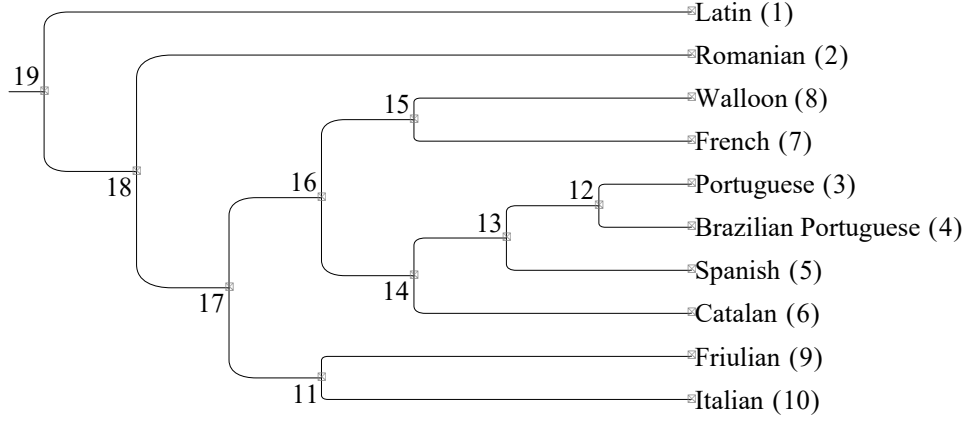 Latin (1)
Romanian (2)
19
Walloon (8)
15
French (7)
Portuguese (3)
18
16
12
Brazilian Portuguese (4)
13
Spanish (5)
14
17
Catalan (6)
Friulian (9)
11
Italian (10)